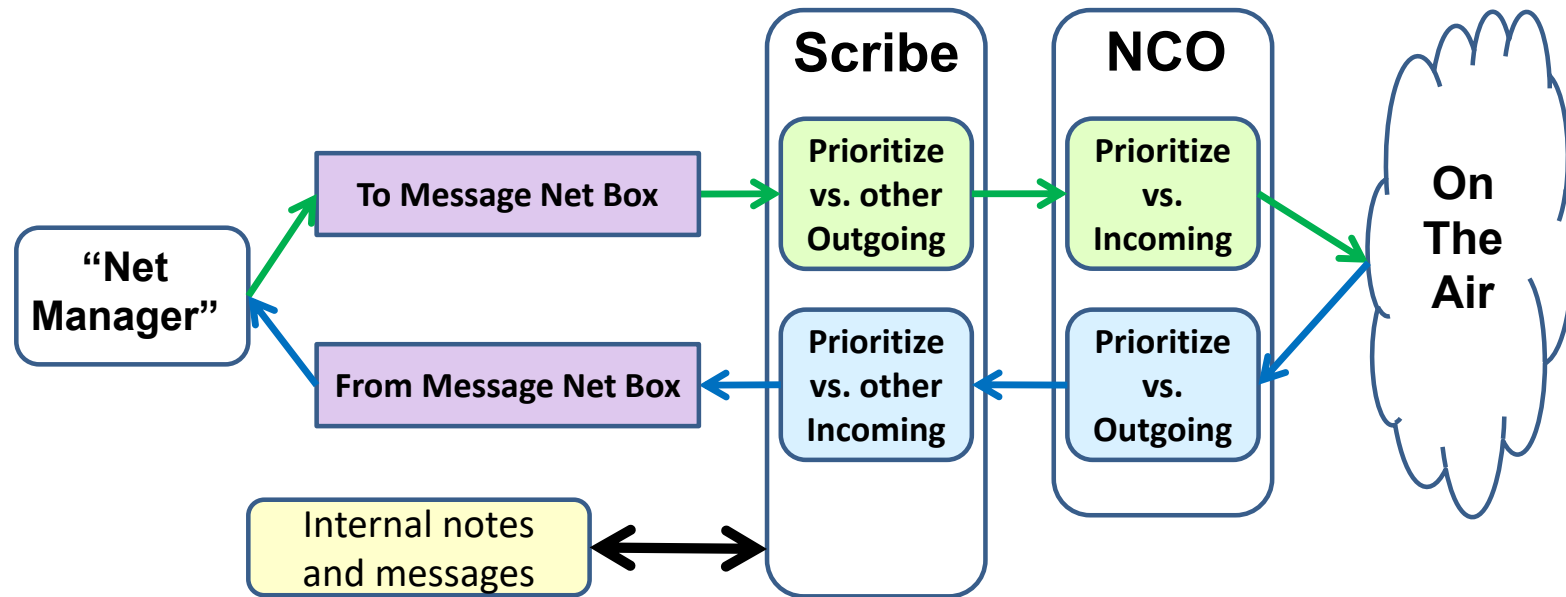 Scribe
NCO
Prioritize
vs. other
Outgoing
Prioritize
vs.
Incoming
To Message Net Box
On
The
Air
“Net
Manager”
From Message Net Box
Prioritize
vs. other
Incoming
Prioritize
vs.
Outgoing
Internal notes
and messages